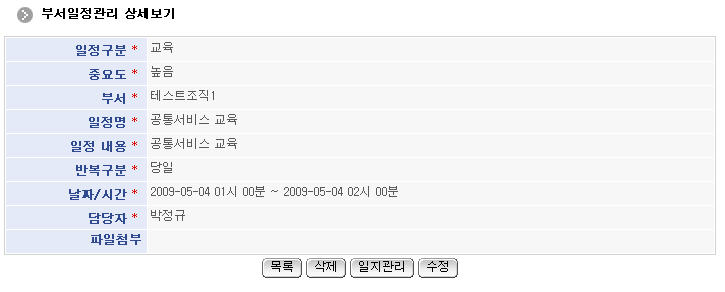 부서일정관리 상세보기
일정구분 * 교육
중요도 * 높음
부서 * 테스트조직1
일정명 * 공통서비스 교육
일정 내용 * 공통서비스 교육
반복구분 * 당일
날짜/시간 * 2009-05-04 01시 00분 ~ 2009-05-04 02시 00분
담당자 * 박정규
파일첨부
목록 삭제 일지관리 수정